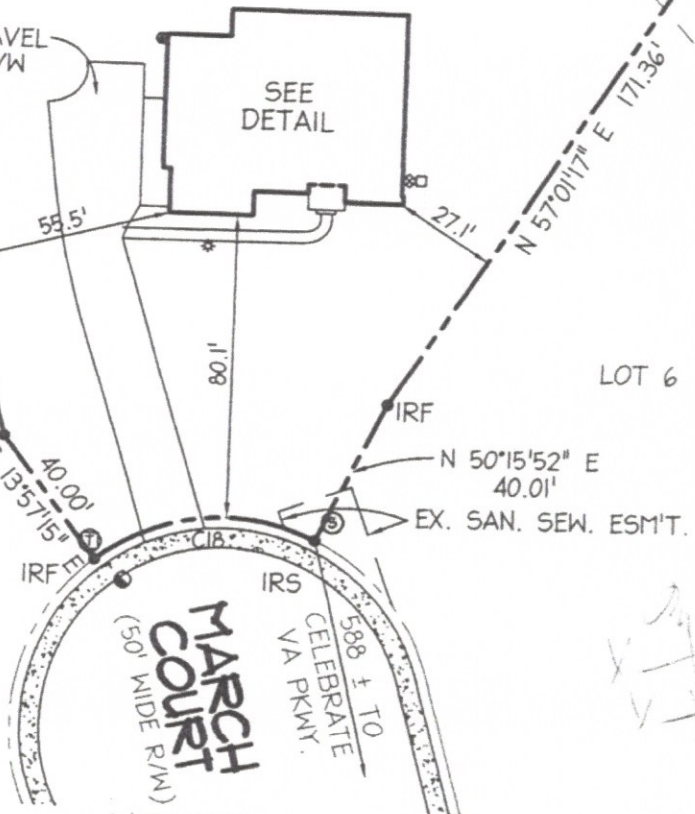 AVEL
/W
SEE
DETAIL
171.36'
N 57°01'17" E
55.5'
27.1'
80.1'
LOT 6
IRF
N 50°15'52" E
40.01'
40.00'
13°57'15" E
T
S
EX. SAN. SEW. ESM'T.
C18
IRF
IRS
MARCH
COURT
(50' WIDE R/W)
588 ± TO
CELEBRATE
VA PKWY.